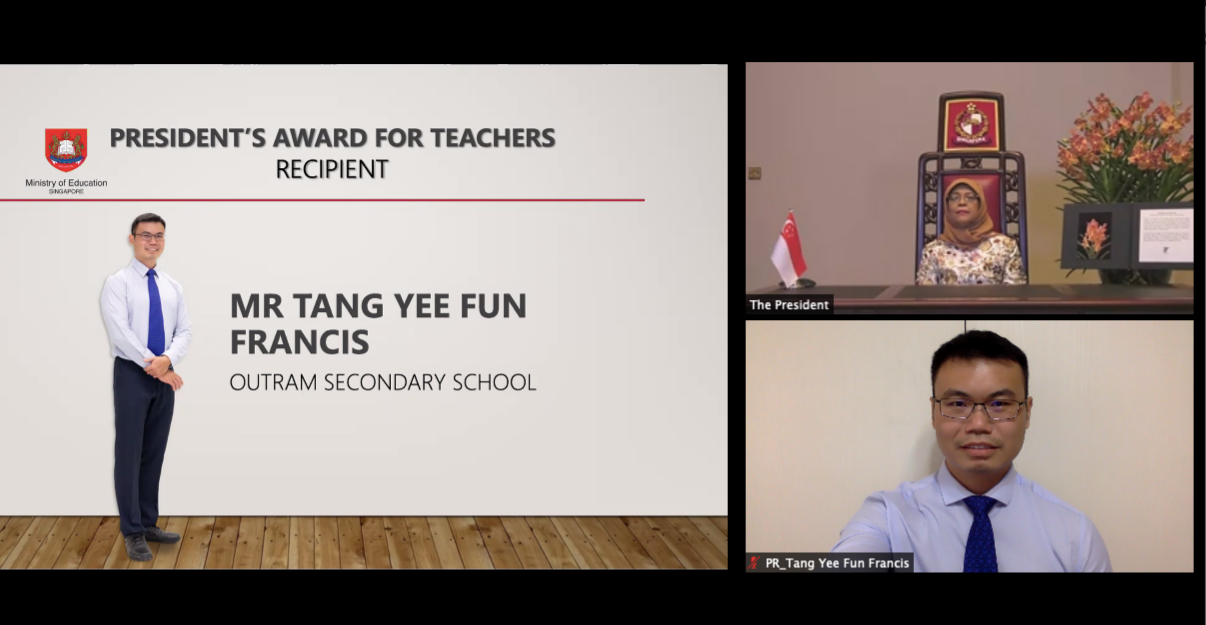 PRESIDENT'S AWARD FOR TEACHERS
RECIPIENT
Ministry of Education
SINGAPORE
MR TANG YEE FUN
FRANCIS
OUTRAM SECONDARY SCHOOL
SINGAPORA
The President
PR_Tang Yee Fun Francis